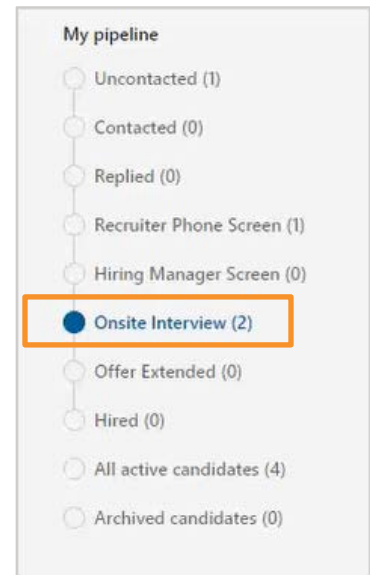 My pipeline
Uncontacted (1)
Contacted (0)
Replied (0)
Recruiter Phone Screen (1)
Hiring Manager Screen (0)
Onsite Interview (2)
Offer Extended (0)
Hired (0)
All active candidates (4)
Archived candidates (0)